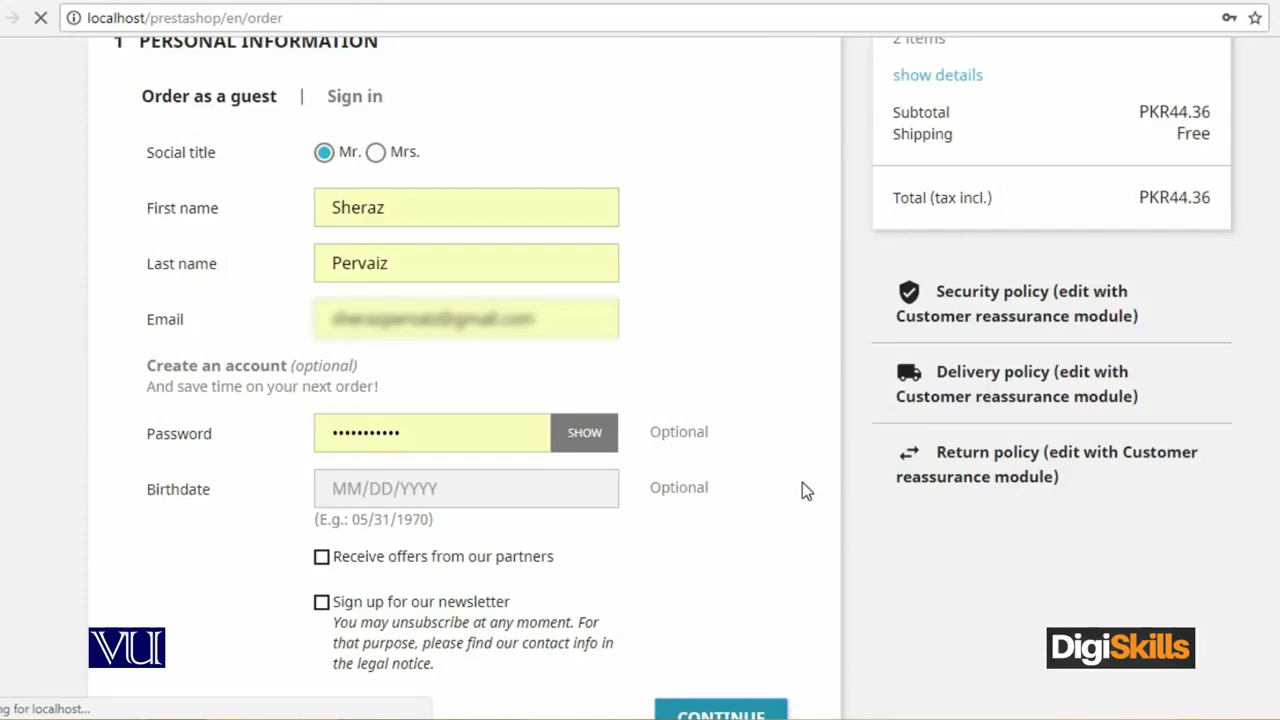 localhost/prestashop/en/order
1 PERSONAL INFORMATION
Order as a guest | Sign in
Social title Mr. Mrs.
First name Sheraz
Last name Pervaiz
Email
Create an account (optional)
And save time on your next order!
Password ••••••••••• SHOW Optional
Birthdate MM/DD/YYYY Optional
(E.g.: 05/31/1970)
Receive offers from our partners
Sign up for our newsletter
You may unsubscribe at any moment. For
that purpose, please find our contact info in
the legal notice.
CONTINUE
2 items
show details
Subtotal PKR44.36
Shipping Free
Total (tax incl.) PKR44.36
Security policy (edit with
Customer reassurance module)
Delivery policy (edit with
Customer reassurance module)
Return policy (edit with Customer
reassurance module)
VU
DigiSkills
ng for localhost...